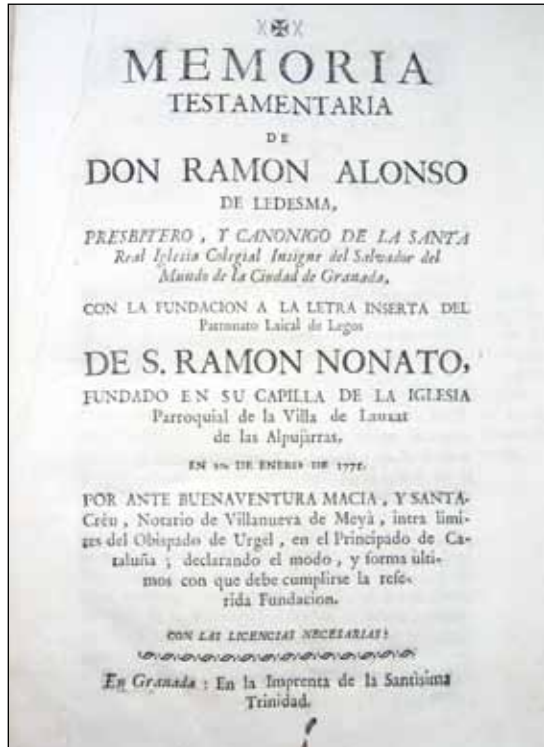 MEMORIA
TESTAMENTARIA
DE
DON RAMON ALONSO
DE LEDESMA,
PRESBITERO, Y CANONIGO DE LA SANTA
Real Iglesia Colegial Insigne del Salvador del
Mundo de la Ciudad de Granada,
CON LA FUNDACION A LA LETRA INSERTA DEL
Patronato Laical de Legos
DE S. RAMON NONATO,
FUNDADO EN SU CAPILLA DE LA IGLESIA
Parroquial de la Villa de Lauxar
de las Alpujarras,
EN DE ENERO DE
POR ANTE BUENAVENTURA MACIA, Y SANTA-
Creu, Notario de Villanueva de Meyà, intra limi-
tes del Obispado de Urgel, en el Principado de Ca-
taluña; declarando el modo, y forma ulti-
mos con que debe cumplirse la refe-
rida Fundacion.
CON LAS LICENCIAS NECESARIAS:
En Granada: En la Imprenta de la Santisima
Trinidad.